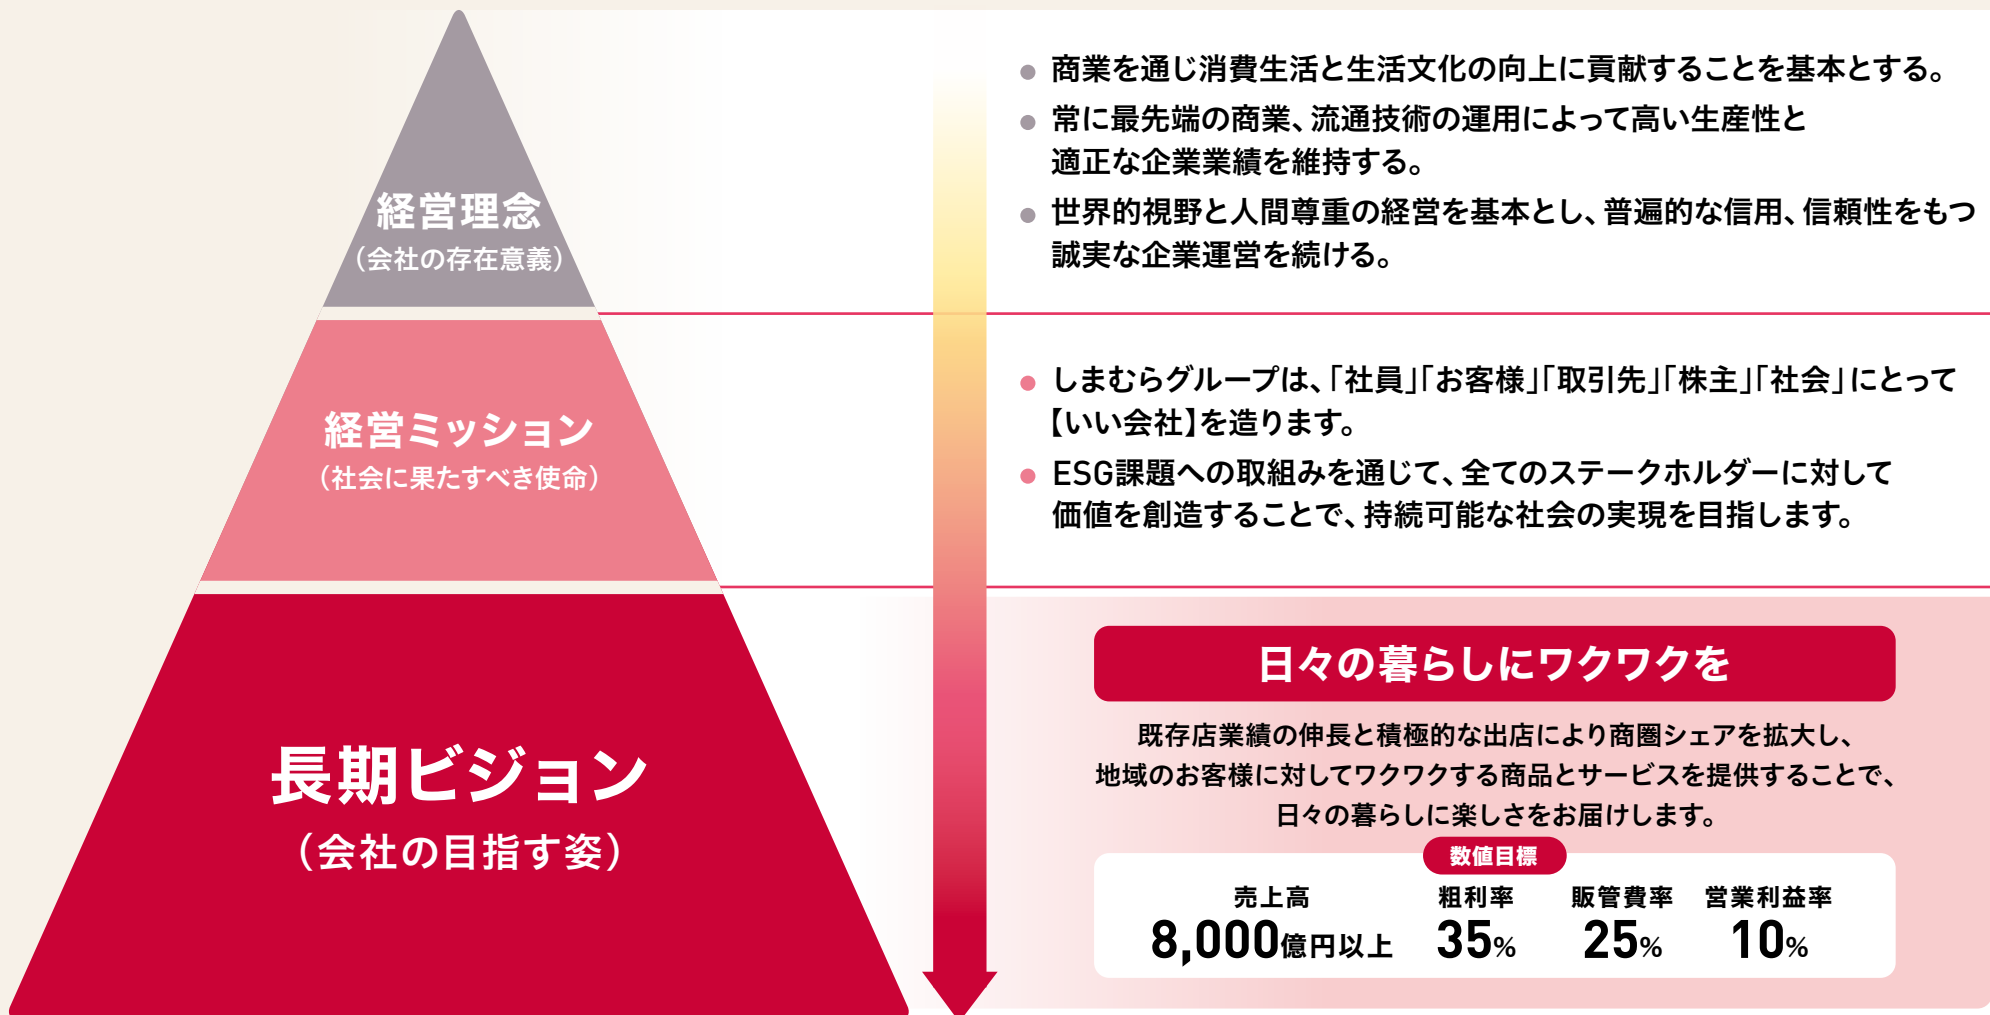 経営理念
（会社の存在意義）
● 商業を通じ消費生活と生活文化の向上に貢献することを基本とする。
● 常に最先端の商業、流通技術の運用によって高い生産性と
適正な企業業績を維持する。
● 世界的視野と人間尊重の経営を基本とし、普遍的な信用、信頼性をもつ
誠実な企業運営を続ける。
経営ミッション
（社会に果たすべき使命）
● しまむらグループは、「社員」「お客様」「取引先」「株主」「社会」にとって
【いい会社】を造ります。
● ESG課題への取組みを通じて、全てのステークホルダーに対して
価値を創造することで、持続可能な社会の実現を目指します。
長期ビジョン
（会社の目指す姿）
日々の暮らしにワクワクを
既存店業績の伸長と積極的な出店により商圏シェアを拡大し、
地域のお客様に対してワクワクする商品とサービスを提供することで、
日々の暮らしに楽しさをお届けします。
数値目標
売上高 粗利率 販管費率 営業利益率
8,000億円以上 35% 25% 10%